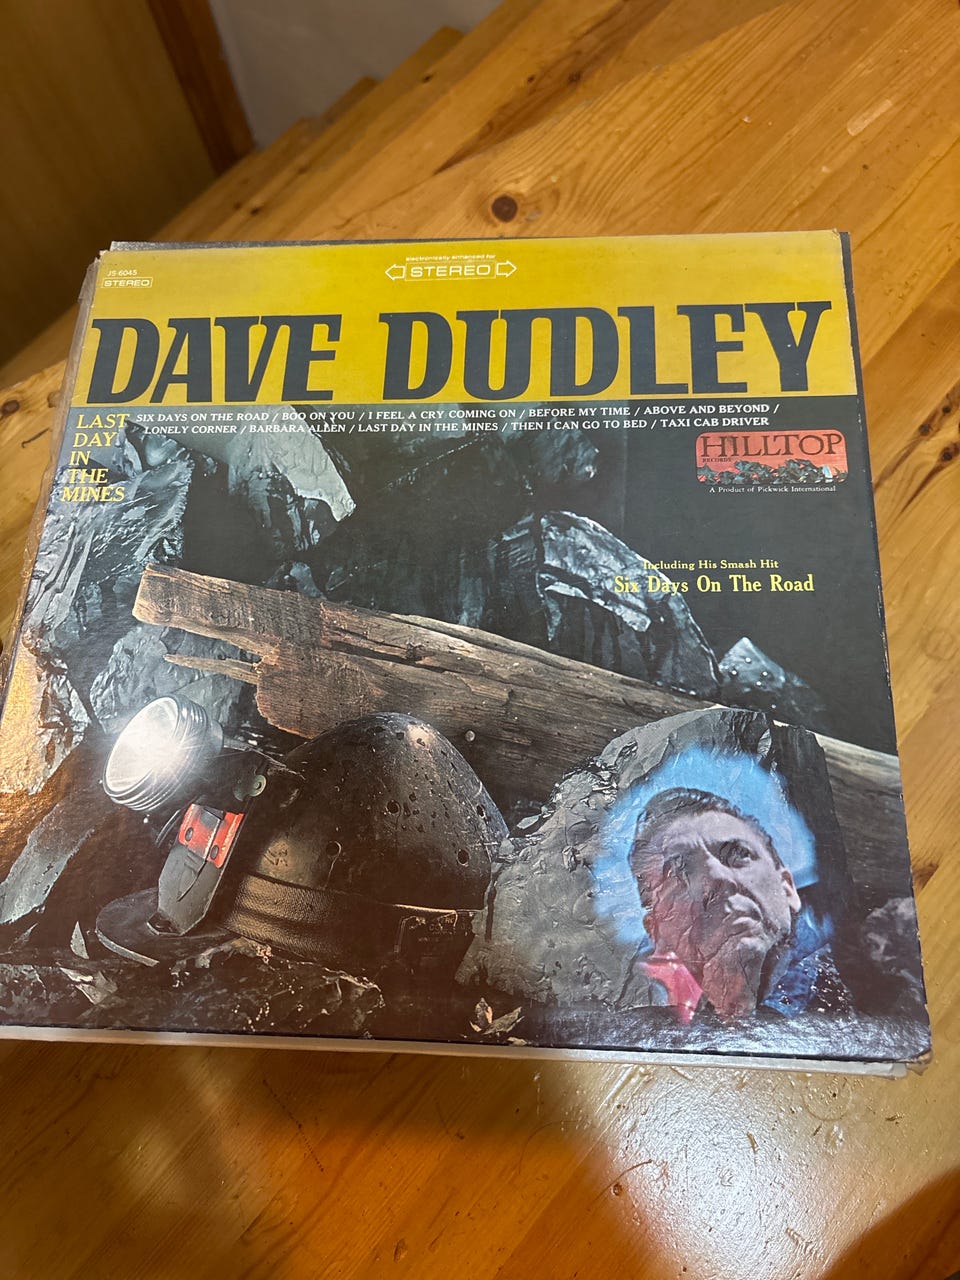 JS-6045
STEREO
electronically enhanced for
STEREO
DAVE DUDLEY
LAST
DAY
IN
THE
MINES
SIX DAYS ON THE ROAD / BOO ON YOU / I FEEL A CRY COMING ON / BEFORE MY TIME / ABOVE AND BEYOND /
LONELY CORNER / BARBARA ALLEN / LAST DAY IN THE MINES / THEN I CAN GO TO BED / TAXI CAB DRIVER
HILLTOP
RECORDS
A Product of Pickwick International
Including His Smash Hit
Six Days On The Road